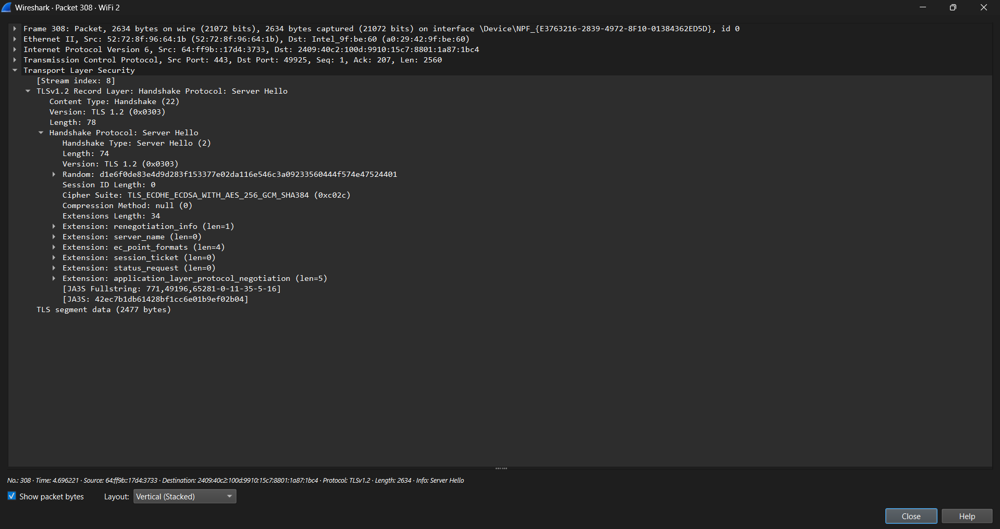 Wireshark · Packet 308 · WiFi 2
Frame 308: Packet, 2634 bytes on wire (21072 bits), 2634 bytes captured (21072 bits) on interface \Device\NPF_{E3763216-2839-4972-8F10-01384362ED5D}, id 0
Ethernet II, Src: 52:72:8f:96:64:1b (52:72:8f:96:64:1b), Dst: Intel_9f:be:60 (a0:29:42:9f:be:60)
Internet Protocol Version 6, Src: 64:ff9b::17d4:3733, Dst: 2409:40c2:100d:9910:15c7:8801:1a87:1bc4
Transmission Control Protocol, Src Port: 443, Dst Port: 49925, Seq: 1, Ack: 207, Len: 2560
Transport Layer Security
[Stream index: 8]
TLSv1.2 Record Layer: Handshake Protocol: Server Hello
Content Type: Handshake (22)
Version: TLS 1.2 (0x0303)
Length: 78
Handshake Protocol: Server Hello
Handshake Type: Server Hello (2)
Length: 74
Version: TLS 1.2 (0x0303)
Random: d1e6f0de83e4d9d283f153377e02da116e546c3a09233560444f574e47524401
Session ID Length: 0
Cipher Suite: TLS_ECDHE_ECDSA_WITH_AES_256_GCM_SHA384 (0xc02c)
Compression Method: null (0)
Extensions Length: 34
Extension: renegotiation_info (len=1)
Extension: server_name (len=0)
Extension: ec_point_formats (len=4)
Extension: session_ticket (len=0)
Extension: status_request (len=0)
Extension: application_layer_protocol_negotiation (len=5)
[JA3S Fullstring: 771,49196,65281-0-11-35-5-16]
[JA3S: 42ec7b1db61428bf1cc6e01b9ef02b04]
TLS segment data (2477 bytes)
No.: 308 · Time: 4.696221 · Source: 64:ff9b::17d4:3733 · Destination: 2409:40c2:100d:9910:15c7:8801:1a87:1bc4 · Protocol: TLSv1.2 · Length: 2634 · Info: Server Hello
Show packet bytes Layout: Vertical (Stacked)
Close Help